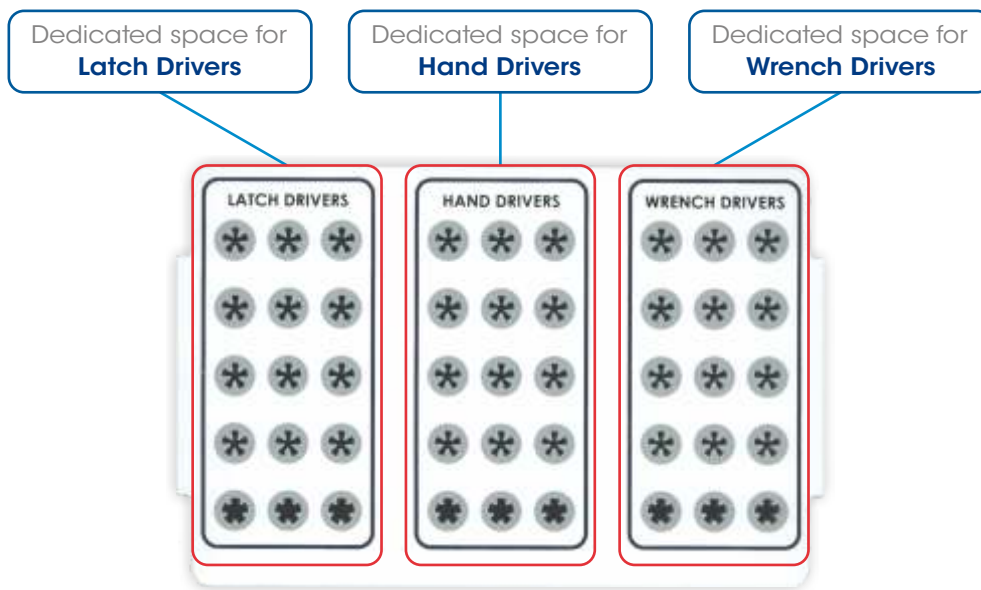 Dedicated space for
Latch Drivers
Dedicated space for
Hand Drivers
Dedicated space for
Wrench Drivers
LATCH DRIVERS
HAND DRIVERS
WRENCH DRIVERS